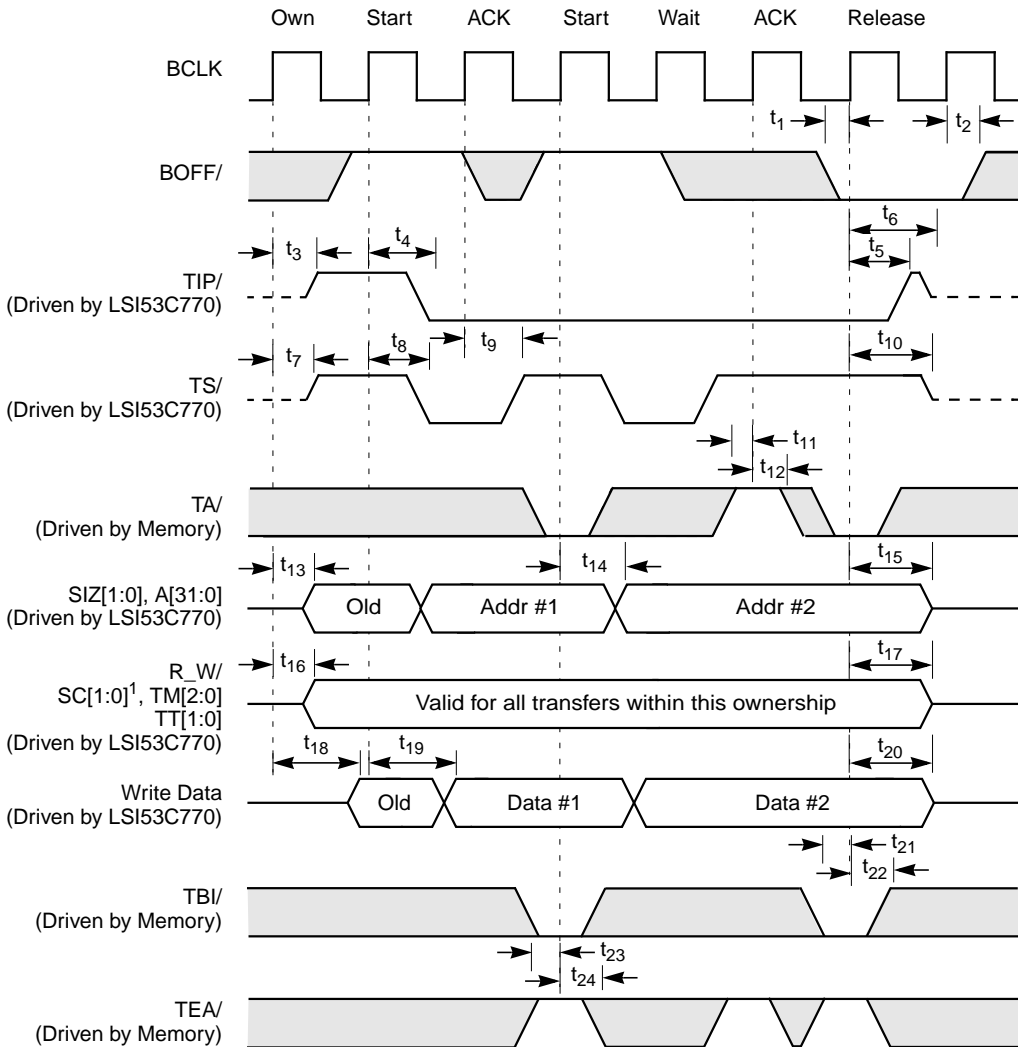 Own Start ACK Start Wait ACK Release
BCLK
t1 t2
BOFF/
t6
t3 t4 t5
TIP/
(Driven by LSI53C770)
t7 t8 t9 t10
TS/
(Driven by LSI53C770)
t11
t12
TA/
(Driven by Memory)
t13 t14 t15
SIZ[1:0], A[31:0]
(Driven by LSI53C770)
Old Addr #1 Addr #2
t16 t17
R_W/
SC[1:0]1, TM[2:0]
TT[1:0]
(Driven by LSI53C770)
Valid for all transfers within this ownership
t18 t19 t20
Write Data
(Driven by LSI53C770)
Old Data #1 Data #2
t21
t22
TBI/
(Driven by Memory)
t23
t24
TEA/
(Driven by Memory)